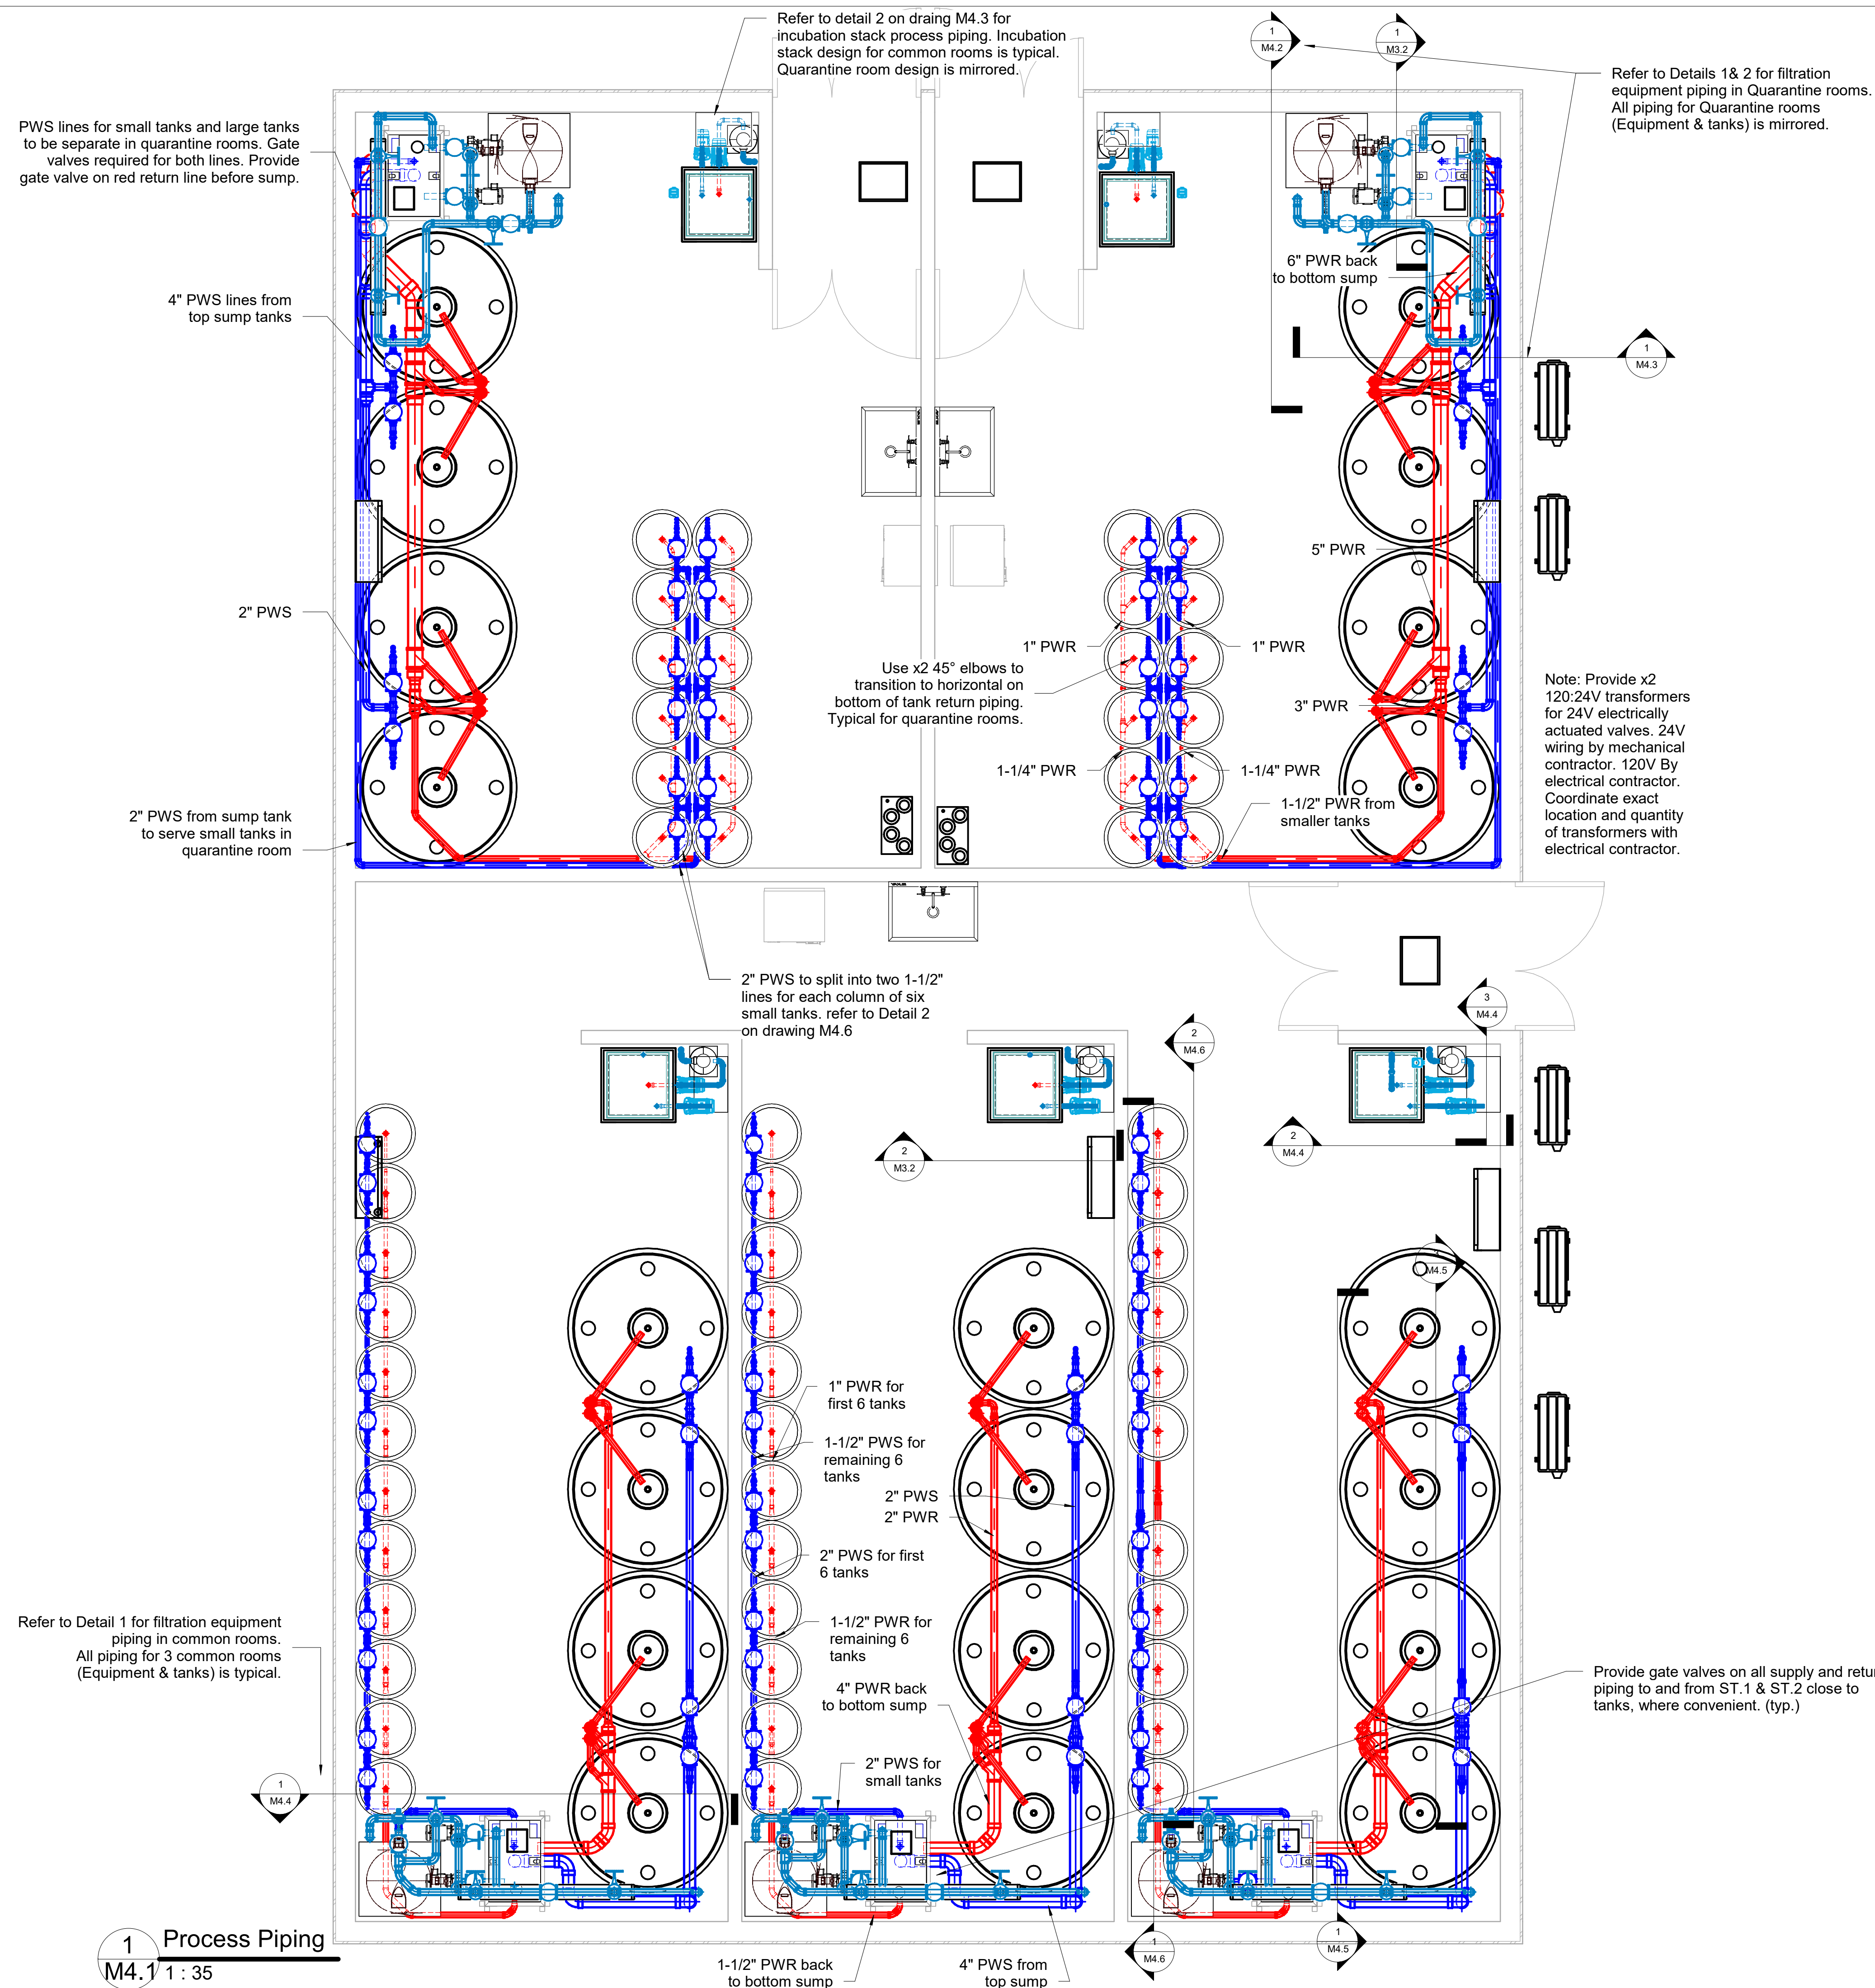 Refer to detail 2 on draing M4.3 for
incubation stack process piping. Incubation
stack design for common rooms is typical.
Quarantine room design is mirrored.
1
M4.2
1
M3.2
Refer to Details 1& 2 for filtration
equipment piping in Quarantine rooms.
All piping for Quarantine rooms
(Equipment & tanks) is mirrored.
PWS lines for small tanks and large tanks
to be separate in quarantine rooms. Gate
valves required for both lines. Provide
gate valve on red return line before sump.
6" PWR back
to bottom sump
4" PWS lines from
top sump tanks
1
M4.3
5" PWR
2" PWS
1" PWR
1" PWR
Use x2 45° elbows to
transition to horizontal on
bottom of tank return piping.
Typical for quarantine rooms.
3" PWR
Note: Provide x2
120:24V transformers
for 24V electrically
actuated valves. 24V
wiring by mechanical
contractor. 120V By
electrical contractor.
Coordinate exact
location and quantity
of transformers with
electrical contractor.
1-1/4" PWR
1-1/4" PWR
1-1/2" PWR from
smaller tanks
2" PWS from sump tank
to serve small tanks in
quarantine room
2" PWS to split into two 1-1/2"
lines for each column of six
small tanks. refer to Detail 2
on drawing M4.6
3
M4.4
2
M4.6
2
M3.2
2
M4.4
M4.5
1" PWR for
first 6 tanks
1-1/2" PWS for
remaining 6
tanks
2" PWS
2" PWR
2" PWS for first
6 tanks
1-1/2" PWR for
remaining 6
tanks
Refer to Detail 1 for filtration equipment
piping in common rooms.
All piping for 3 common rooms
(Equipment & tanks) is typical.
4" PWR back
to bottom sump
Provide gate valves on all supply and retu
piping to and from ST.1 & ST.2 close to
tanks, where convenient. (typ.)
2" PWS for
small tanks
1
M4.4
1
M4.6
1
M4.5
1
M4.1
Process Piping
1 : 35
1-1/2" PWR back
to bottom sump
4" PWS from
top sump